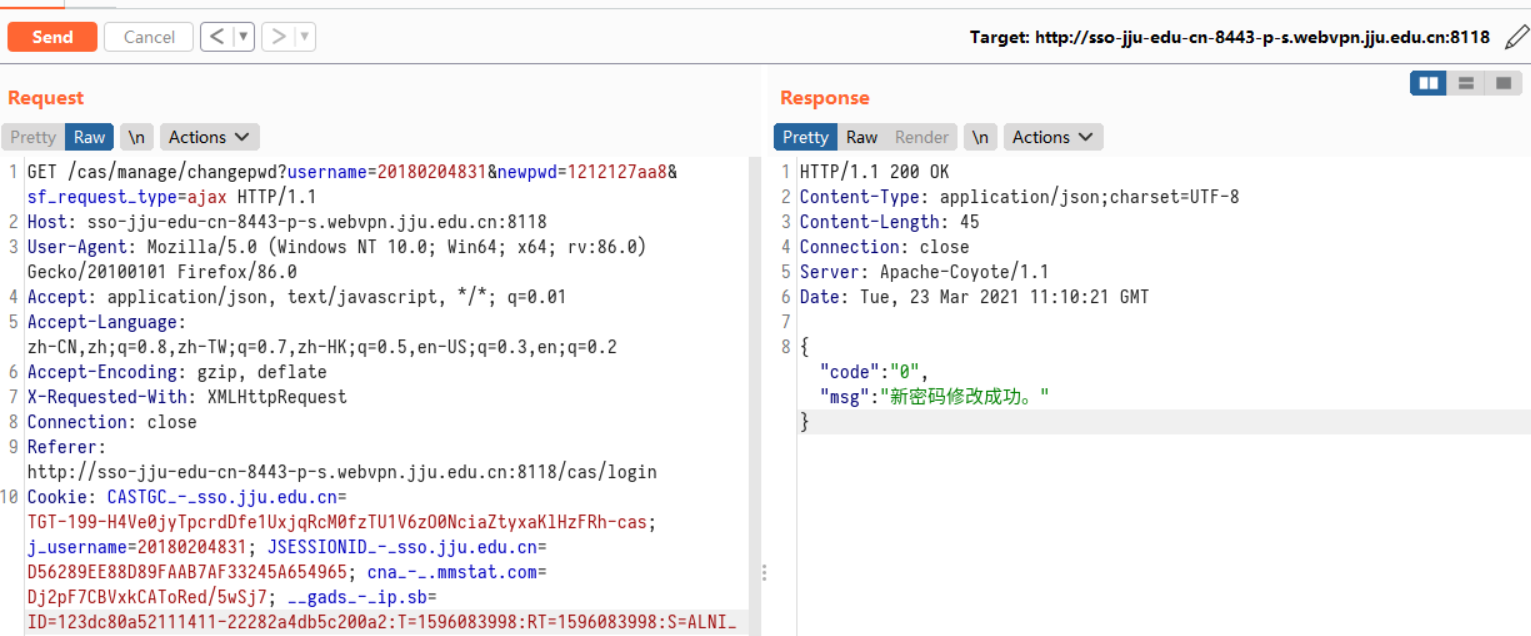 Send Cancel < ▼ > ▼ Target: http://sso-jju-edu-cn-8443-p-s.webvpn.jju.edu.cn:8118
Request
Pretty Raw \n Actions
1 GET /cas/manage/changepwd?username=20180204831&newpwd=1212127aa8&
sf_request_type=ajax HTTP/1.1
2 Host: sso-jju-edu-cn-8443-p-s.webvpn.jju.edu.cn:8118
3 User-Agent: Mozilla/5.0 (Windows NT 10.0; Win64; x64; rv:86.0)
Gecko/20100101 Firefox/86.0
4 Accept: application/json, text/javascript, */*; q=0.01
5 Accept-Language:
zh-CN,zh;q=0.8,zh-TW;q=0.7,zh-HK;q=0.5,en-US;q=0.3,en;q=0.2
6 Accept-Encoding: gzip, deflate
7 X-Requested-With: XMLHttpRequest
8 Connection: close
9 Referer:
http://sso-jju-edu-cn-8443-p-s.webvpn.jju.edu.cn:8118/cas/login
10 Cookie: CASTGC_-_sso.jju.edu.cn=
TGT-199-H4Ve0jyTpcrdDfe1UxjqRcM0fzTU1V6zO0NciaZtyxaKlHzFRh-cas;
j_username=20180204831; JSESSIONID_-_sso.jju.edu.cn=
D56289EE88D89FAAB7AF33245A654965; cna_-_.mmstat.com=
Dj2pF7CBVxkCAToRed/5wSj7; __gads_-_ip.sb=
ID=123dc80a52111411-22282a4db5c200a2:T=1596083998:RT=1596083998:S=ALNI_
Response
Pretty Raw Render \n Actions
1 HTTP/1.1 200 OK
2 Content-Type: application/json;charset=UTF-8
3 Content-Length: 45
4 Connection: close
5 Server: Apache-Coyote/1.1
6 Date: Tue, 23 Mar 2021 11:10:21 GMT
7
8 {
"code":"0",
"msg":"新密码修改成功。"
}